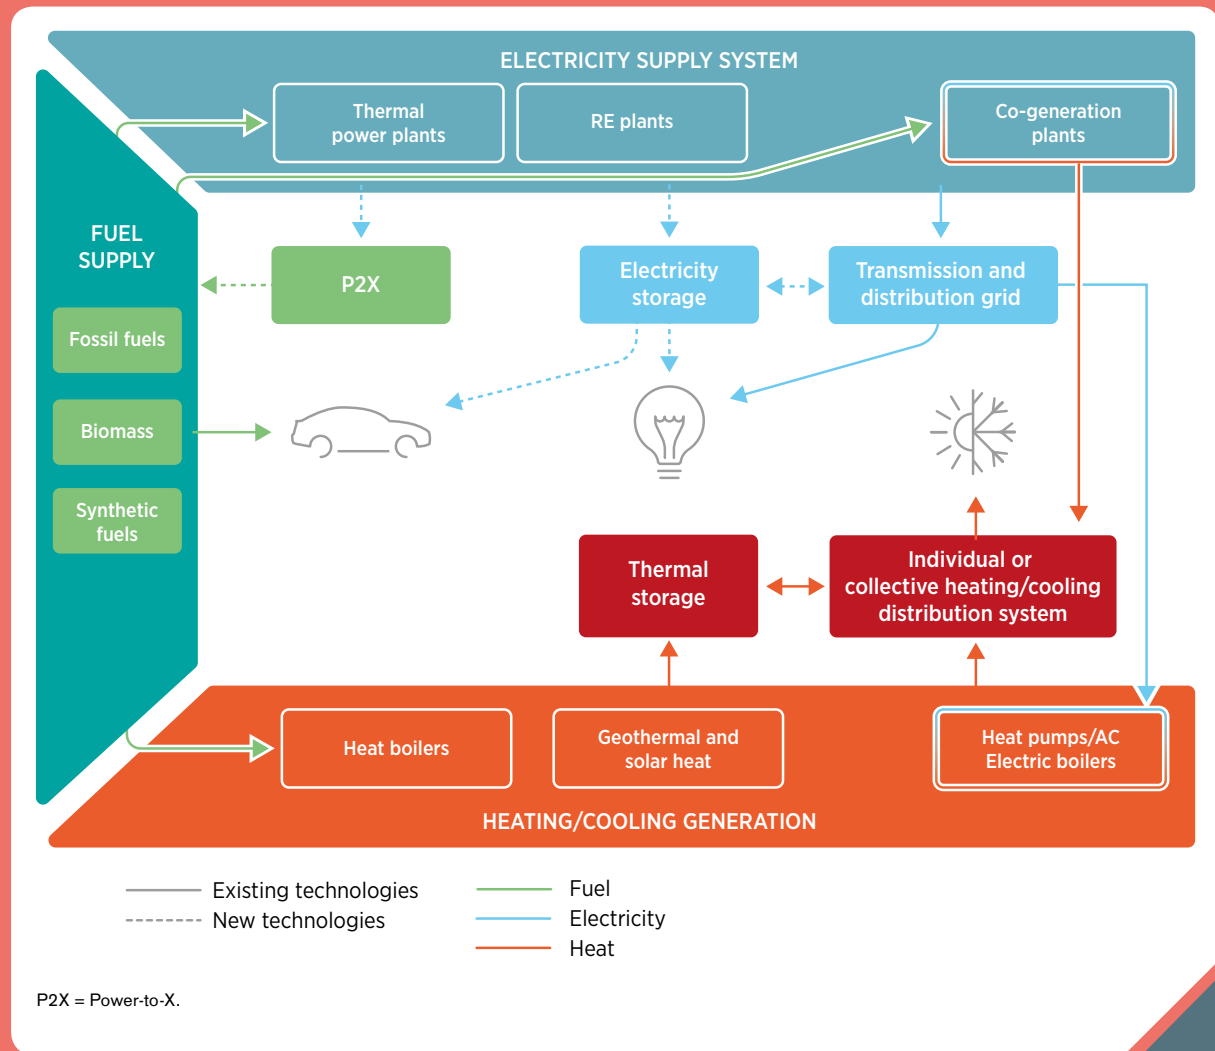 ELECTRICITY SUPPLY SYSTEM
Thermal
power plants
RE plants
Co-generation
plants
FUEL
SUPPLY
Fossil fuels
Biomass
Synthetic
fuels
P2X
Electricity
storage
Transmission and
distribution grid
Thermal
storage
Individual or
collective heating/cooling
distribution system
Heat boilers
Geothermal and
solar heat
Heat pumps/AC
Electric boilers
HEATING/COOLING GENERATION
Existing technologies
New technologies
Fuel
Electricity
Heat
P2X = Power-to-X.